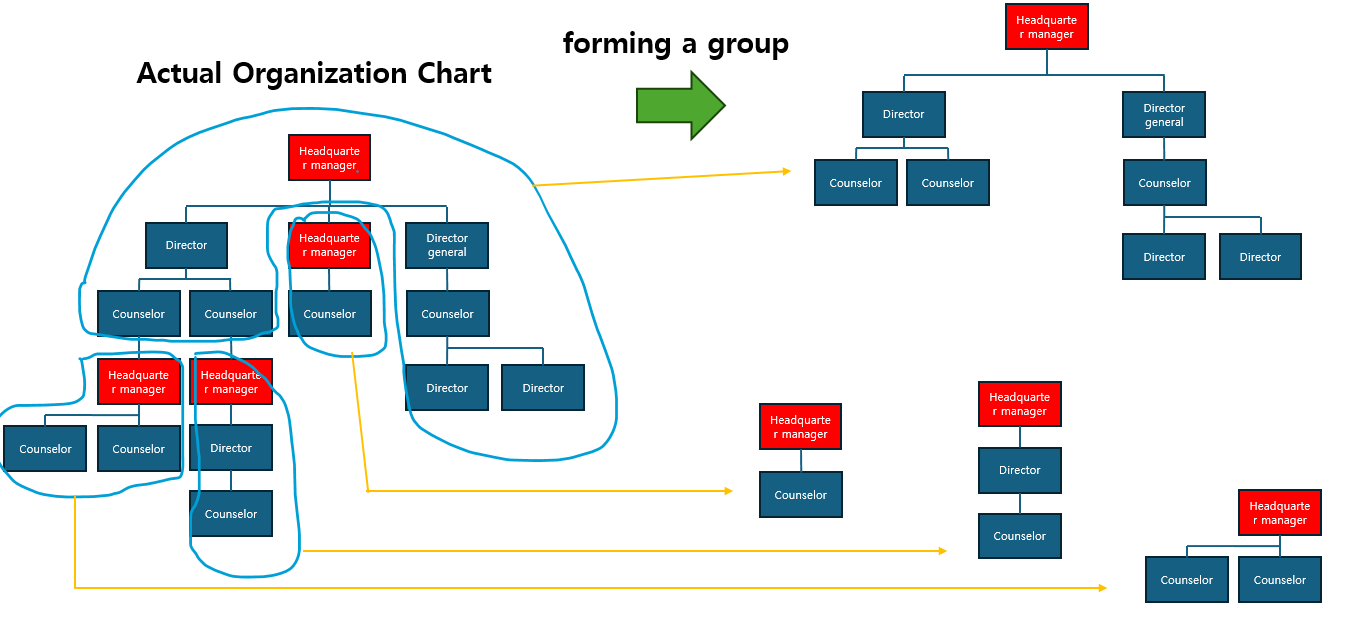 Actual Organization Chart
Headquarte
r manager
Director
Headquarte
r manager
Director
general
Counselor
Counselor
Counselor
Counselor
Headquarte
r manager
Headquarte
r manager
Director
Director
Counselor
Counselor
Director
Counselor
forming a group
Headquarte
r manager
Director
Director
general
Counselor
Counselor
Counselor
Director
Director
Headquarte
r manager
Counselor
Headquarte
r manager
Director
Counselor
Headquarte
r manager
Counselor
Counselor